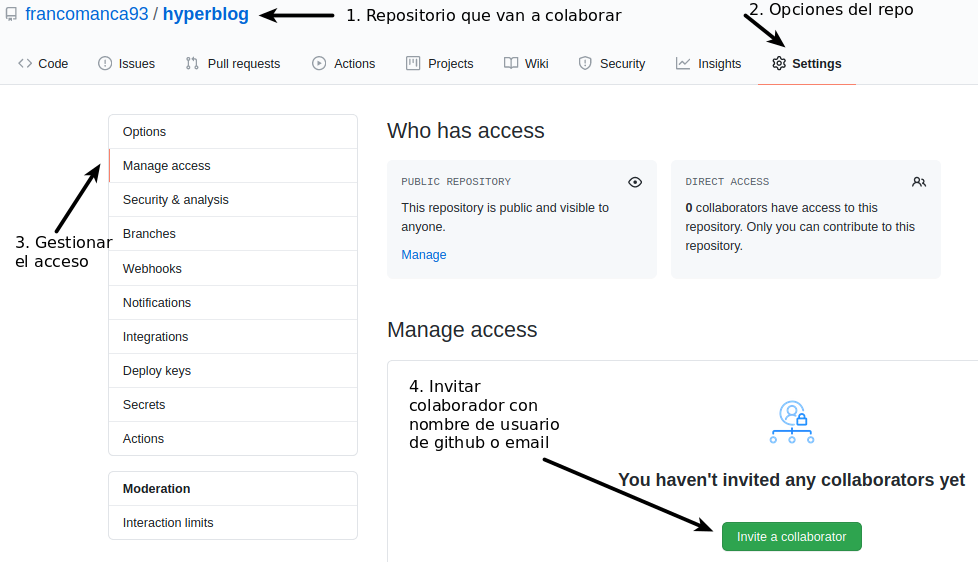 francomanca93 / hyperblog
1. Repositorio que van a colaborar
2. Opciones del repo
Code
Issues
Pull requests
Actions
Projects
Wiki
Security
Insights
Settings
3. Gestionar
el acceso
Options
Manage access
Security & analysis
Branches
Webhooks
Notifications
Integrations
Deploy keys
Secrets
Actions
Moderation
Interaction limits
Who has access
PUBLIC REPOSITORY
This repository is public and visible to
anyone.
Manage
DIRECT ACCESS
0 collaborators have access to this
repository. Only you can contribute to this
repository.
Manage access
4. Invitar
colaborador con
nombre de usuario
de github o email
You haven't invited any collaborators yet
Invite a collaborator